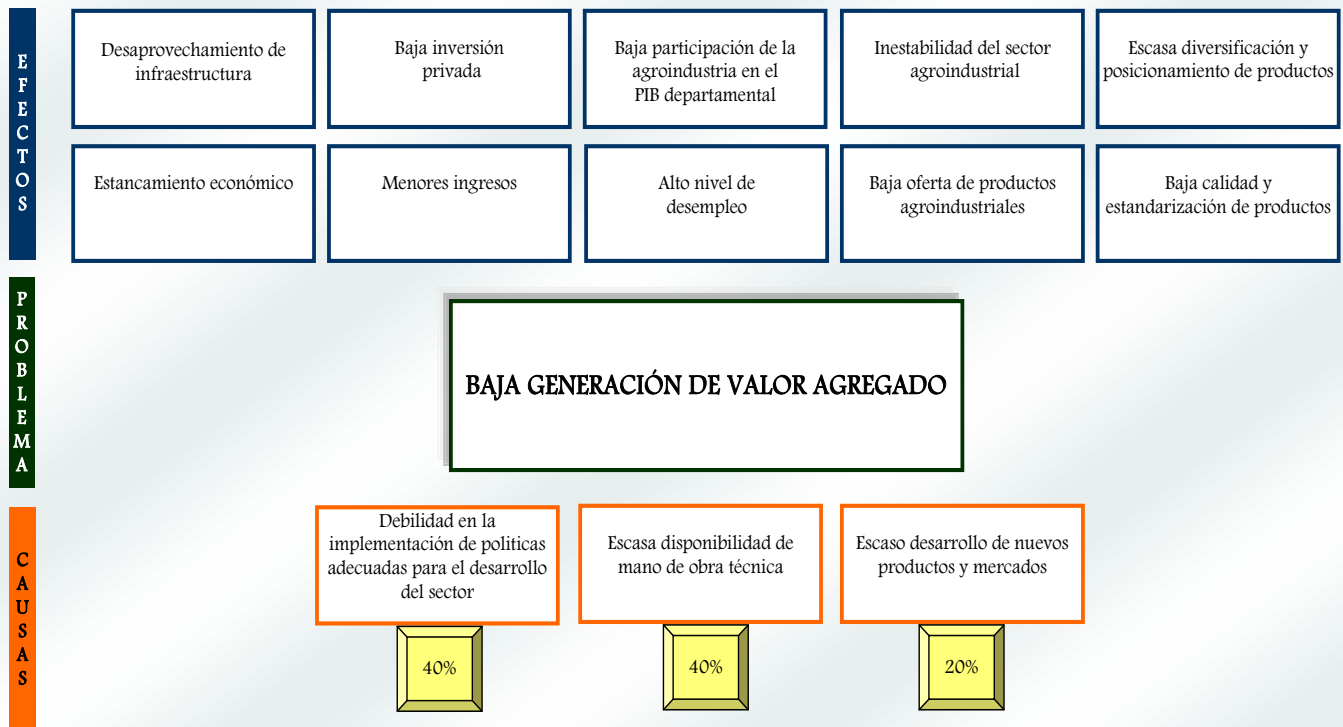 EFECTOS
Desaprovechamiento de
infraestructura
Baja inversión
privada
Baja participación de la
agroindustria en el
PIB departamental
Inestabilidad del sector
agroindustrial
Escasa diversificación y
posicionamiento de productos
Estancamiento económico
Menores ingresos
Alto nivel de
desempleo
Baja oferta de productos
agroindustriales
Baja calidad y
estandarización de productos
PROBLEMA
BAJA GENERACIÓN DE VALOR AGREGADO
CAUSAS
Debilidad en la
implementación de politicas
adecuadas para el desarrollo
del sector
Escasa disponibilidad de
mano de obra técnica
Escaso desarrollo de nuevos
productos y mercados
40%
40%
20%